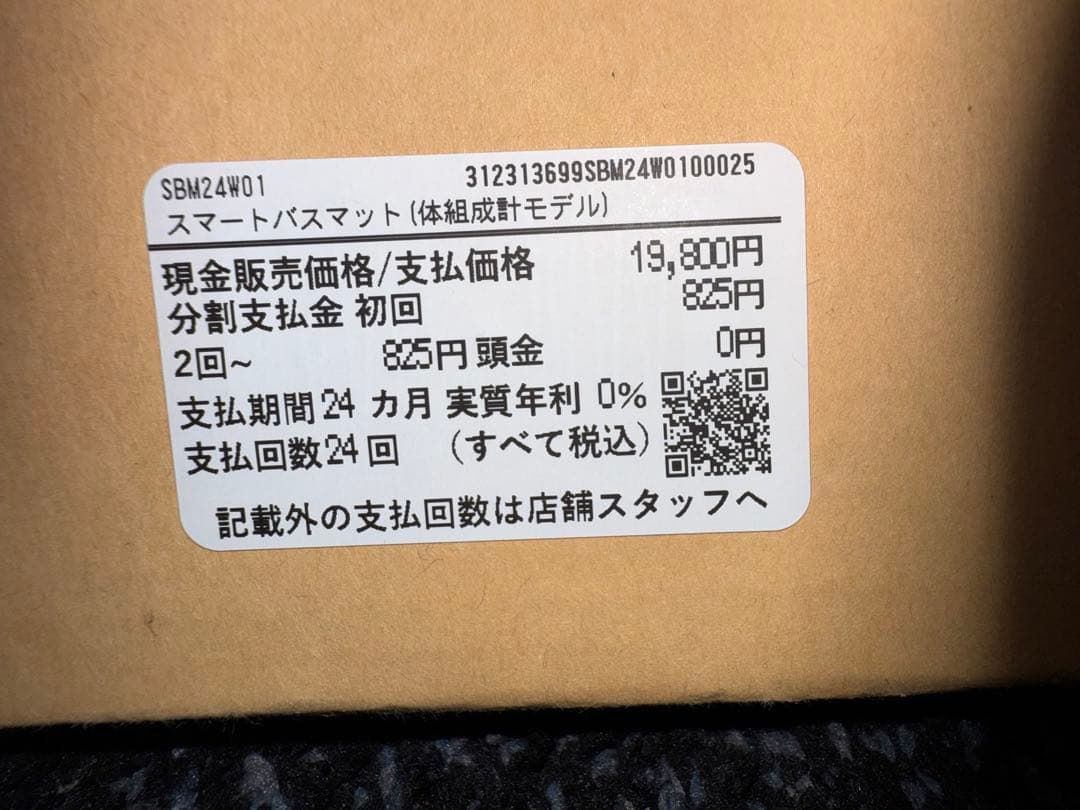 SBM24W01 312313699SBM24W0100025
スマートバスマット(体組成計モデル)
現金販売価格/支払価格 19,800円
分割支払金 初回 825円
2回~ 825円 頭金 0円
支払期間24 カ月 実質年利 0%
支払回数24回 (すべて税込)
記載外の支払回数は店舗スタッフへ